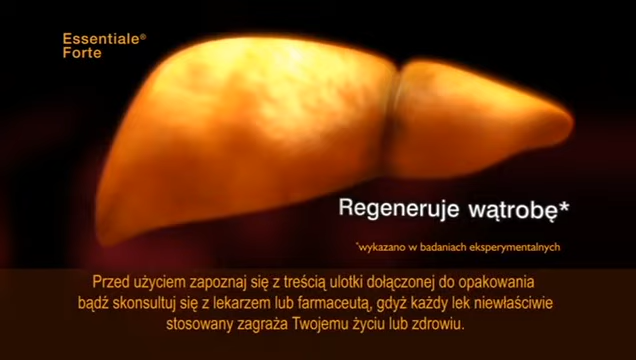 Essentiale®
Forte
Regeneruje wątrobę*
*wykazano w badaniach eksperymentalnych
Przed użyciem zapoznaj się z treścią ulotki dołączonej do opakowania
bądź skonsultuj się z lekarzem lub farmaceutą, gdyż każdy lek niewłaściwie
stosowany zagraża Twojemu życiu lub zdrowiu.